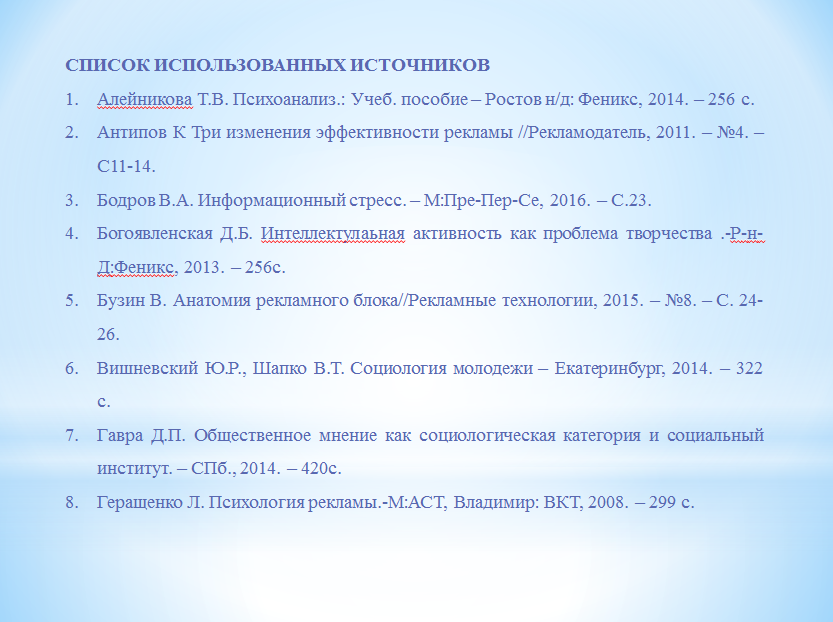 СПИСОК ИСПОЛЬЗОВАННЫХ ИСТОЧНИКОВ
1. Алейникова Т.В. Психоанализ.: Учеб. пособие – Ростов н/д: Феникс, 2014. – 256 с.
2. Антипов К Три изменения эффективности рекламы //Рекламодатель, 2011. – №4. –
С11-14.
3. Бодров В.А. Информационный стресс. – М:Пре-Пер-Се, 2016. – С.23.
4. Богоявленская Д.Б. Интеллектулаьная активность как проблема творчества .-Р-н-
Д:Феникс, 2013. – 256с.
5. Бузин В. Анатомия рекламного блока//Рекламные технологии, 2015. – №8. – С. 24-
26.
6. Вишневский Ю.Р., Шапко В.Т. Социология молодежи – Екатеринбург, 2014. – 322
с.
7. Гавра Д.П. Общественное мнение как социологическая категория и социальный
институт. – СПб., 2014. – 420с.
8. Геращенко Л. Психология рекламы.-М:АСТ, Владимир: ВКТ, 2008. – 299 с.